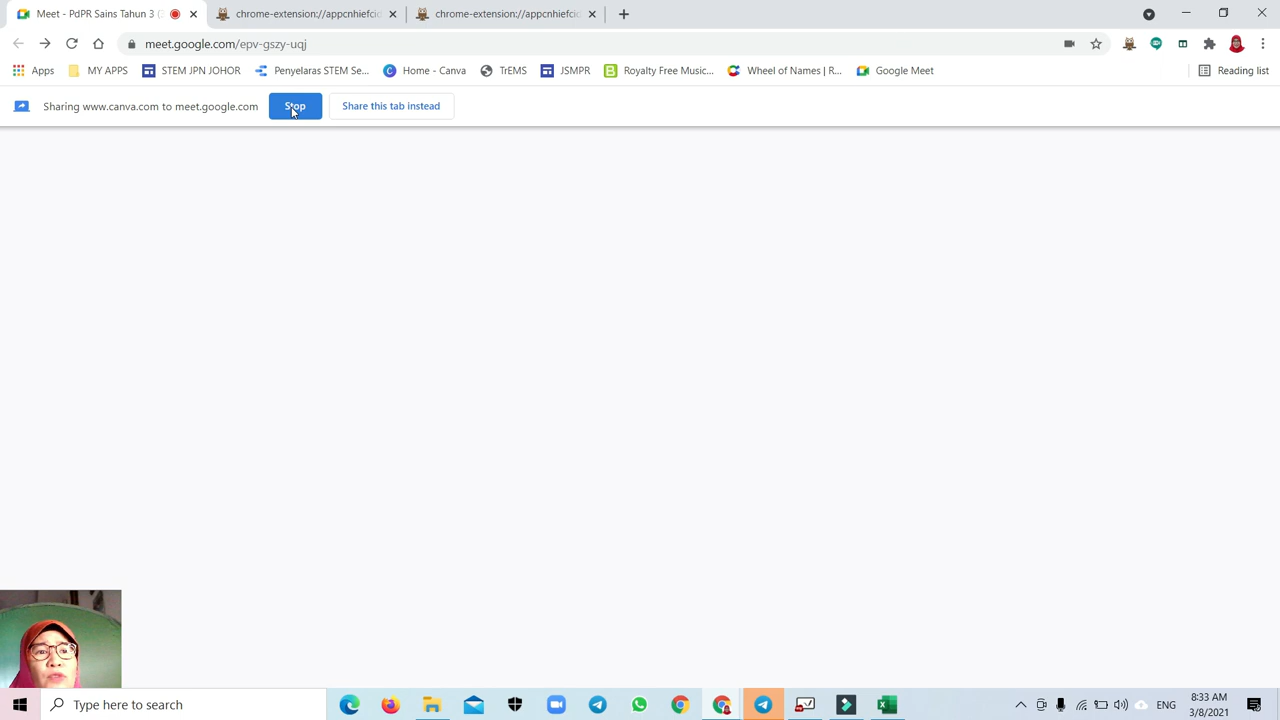 Meet - PdPR Sains Tahun 3 (
chrome-extension://appcnhiefcid
chrome-extension://appcnhiefcid
meet.google.com/epv-gszy-uqj
Apps MY APPS STEM JPN JOHOR Penyelaras STEM Se... Home - Canva TrEMS JSMPR Royalty Free Music... Wheel of Names | R... Google Meet Reading list
Sharing www.canva.com to meet.google.com Stop Share this tab instead
Type here to search
ENG
8:33 AM
3/8/2021